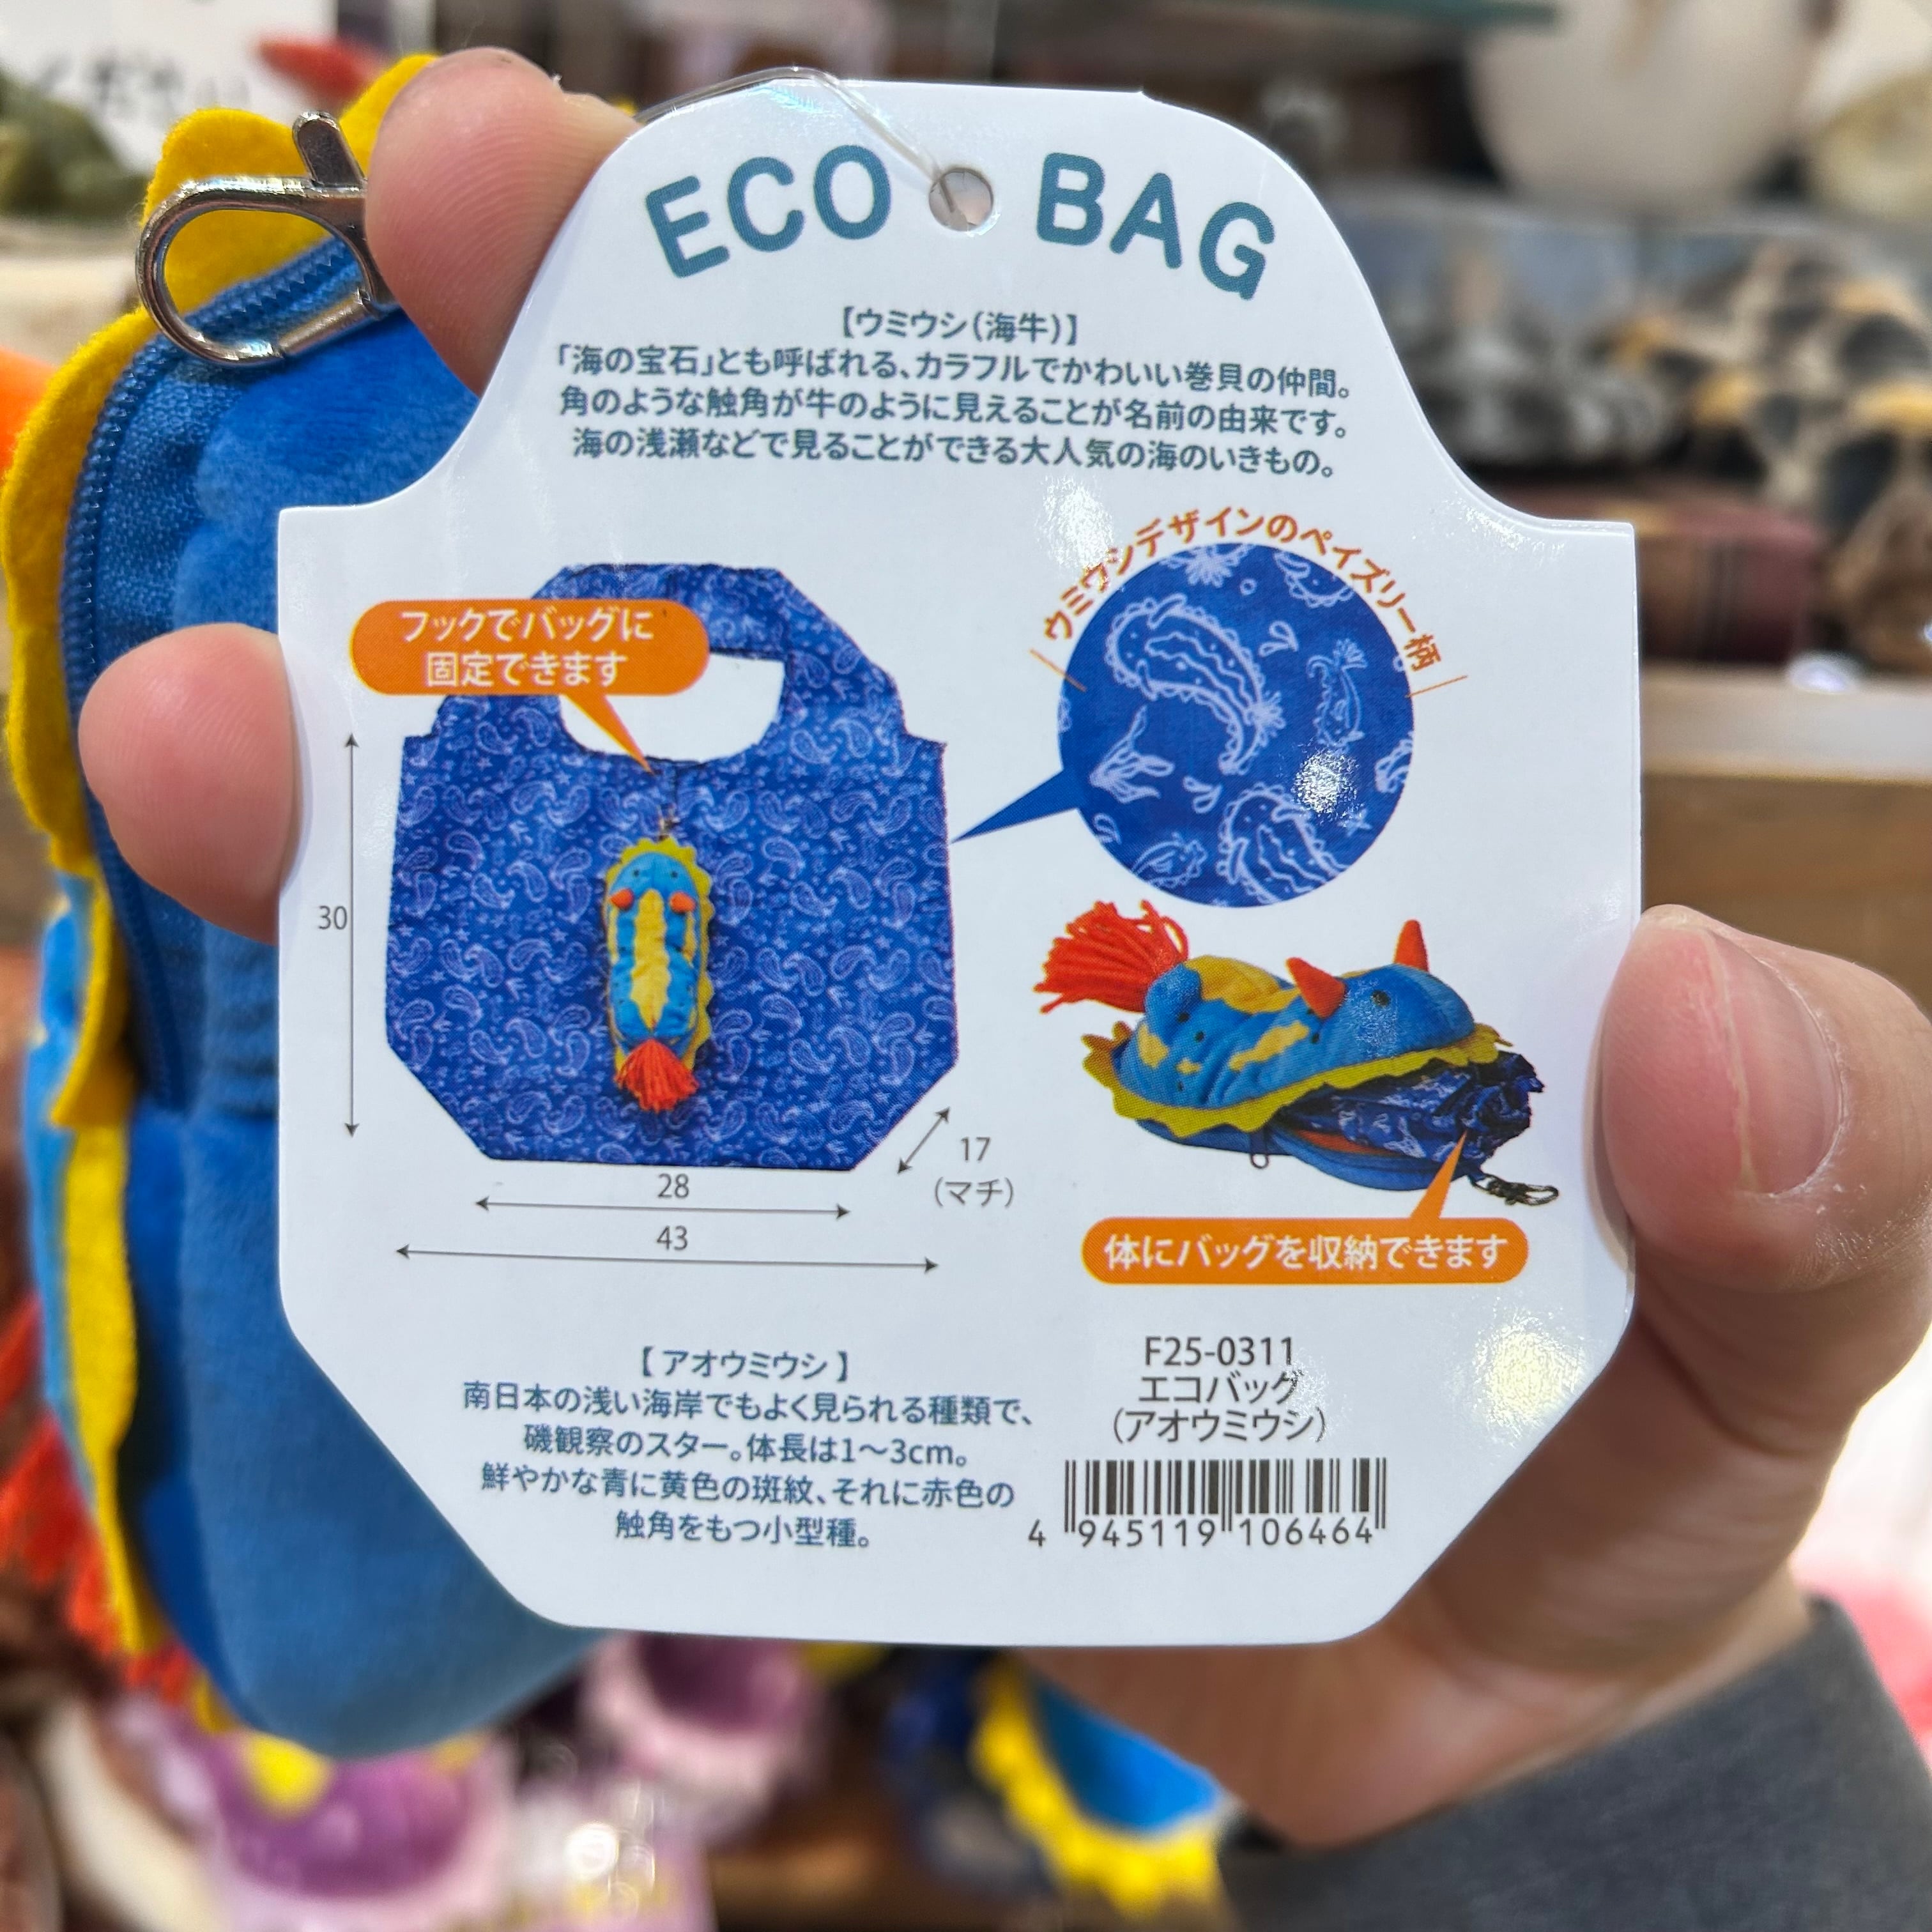 ECO BAG
【ウミウシ(海牛)】
「海の宝石」とも呼ばれる、カラフルでかわいい巻貝の仲間。
角のような触角が牛のように見えることが名前の由来です。
海の浅瀬などで見ることができる大人気の海のいきもの。
ウミウシデザインのペイズリー柄
フックでバッグに
固定できます
30
17
(マチ)
28
43
体にバッグを収納できます
【アオウミウシ】
南日本の浅い海岸でもよく見られる種類で、
磯観察のスター。体長は1〜3cm。
鮮やかな青に黄色の斑紋、それに赤色の
触角をもつ小型種。
F25-0311
エコバッグ
(アオウミウシ)
4 945119 106464